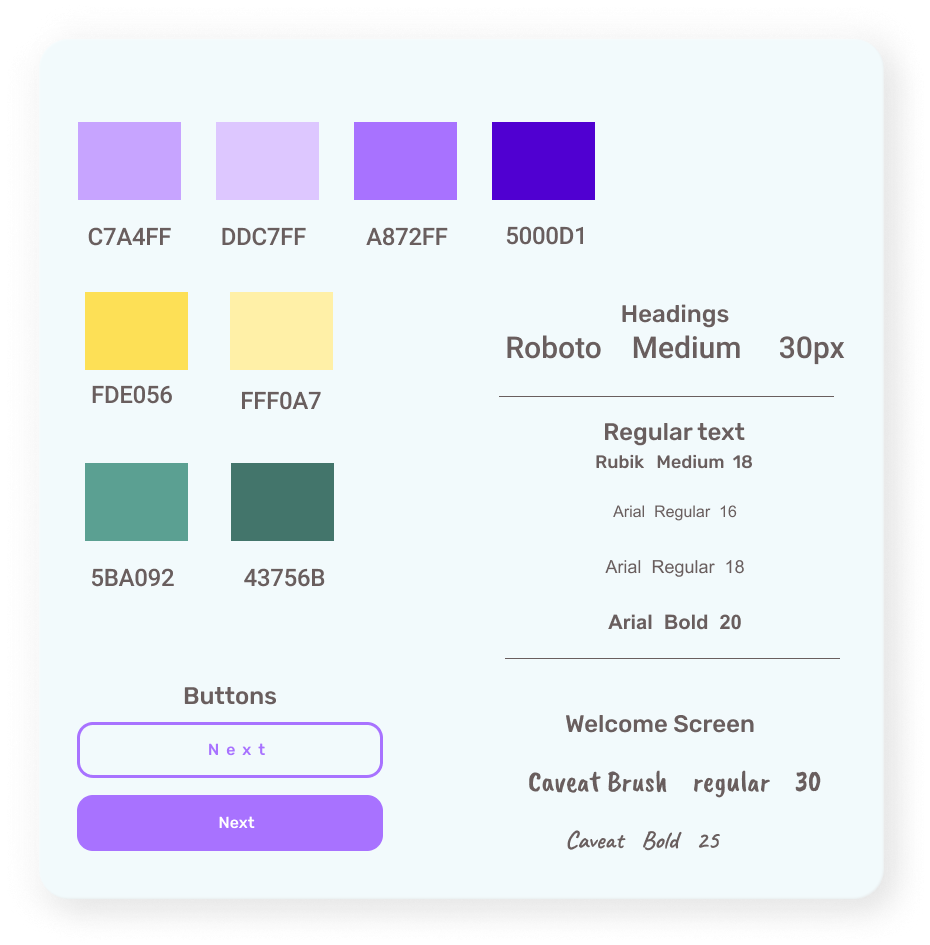 C7A4FF DDC7FF A872FF 5000D1
FDE056 FFF0A7
5BA092 43756B
Buttons
Next
Next
Headings
Roboto Medium 30px
Regular text
Rubik Medium 18
Arial Regular 16
Arial Regular 18
Arial Bold 20
Welcome Screen
Caveat Brush regular 30
Caveat Bold 25